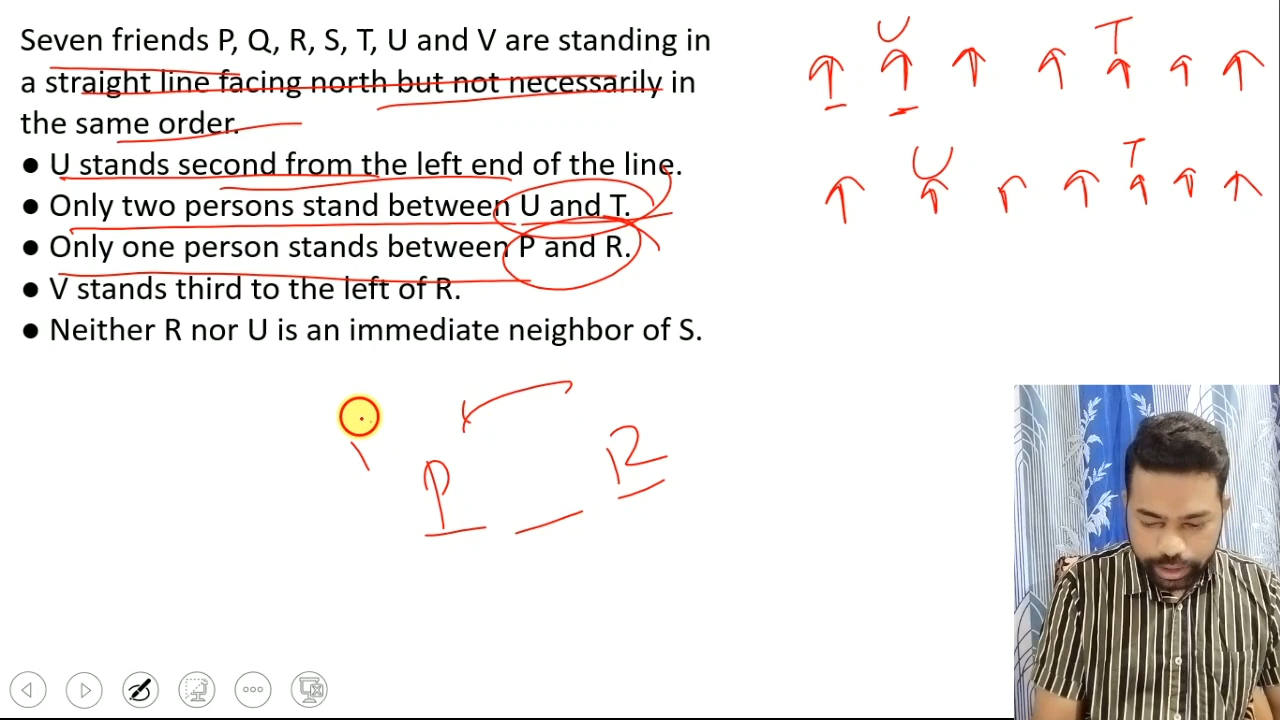 Seven friends P, Q, R, S, T, U and V are standing in
a straight line facing north but not necessarily in
the same order.
● U stands second from the left end of the line.
● Only two persons stand between U and T.
● Only one person stands between P and R.
● V stands third to the left of R.
● Neither R nor U is an immediate neighbor of S.
U T
U T
P _ R